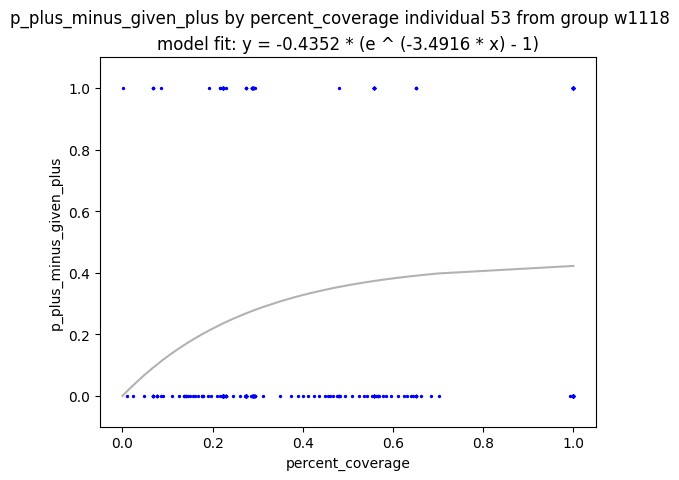 p_plus_minus_given_plus by percent_coverage individual 53 from group w1118
model fit: y = -0.4352 * (e ^ (-3.4916 * x) - 1)
1.0
0.8
0.6
0.4
0.2
0.0
p_plus_minus_given_plus
0.0 0.2 0.4 0.6 0.8 1.0
percent_coverage